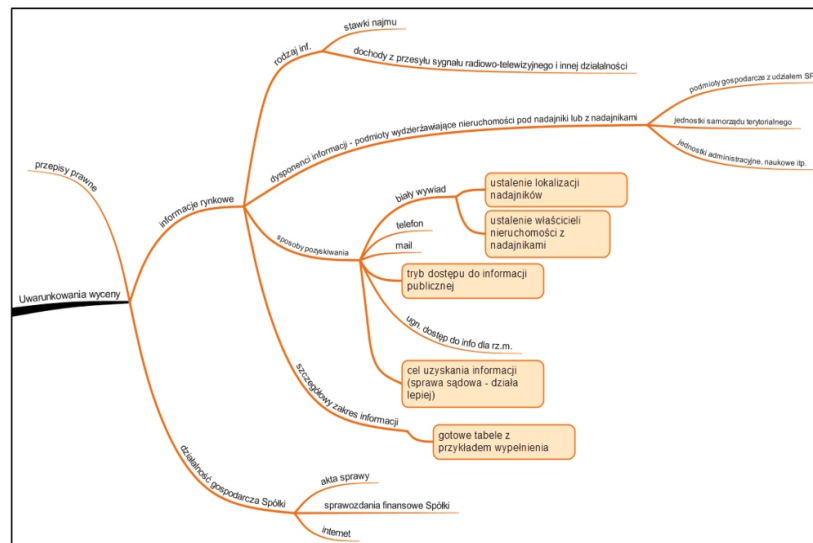 stawki najmu
rodzaj inf.
dochody z przesyłu sygnału radiowo-telewizyjnego i innej działalności
podmioty gospodarcze z udziałem SP
dysponenci informacji - podmioty wydzierżawiające nieruchomości pod nadajniki lub z nadajnikami
jednostki samorządu terytorialnego
jednostki administracyjne, naukowe itp.
przepisy prawne
informacje rynkowe
biały wywiad
ustalenie lokalizacji
nadajników
ustalenie właścicieli
nieruchomości z
nadajnikami
telefon
sposoby pozyskiwania
mail
tryb dostępu do informacji
publicznej
Uwarunkowania wyceny
ugn. dostęp do info dla rz.m.
cel uzyskania informacji
(sprawa sądowa - działa
lepiej)
szczegółowy zakres informacji
gotowe tabele z
przykładem wypełnienia
działalność gospodarcza Spółki
akta sprawy
sprawozdania finansowe Spółki
internet